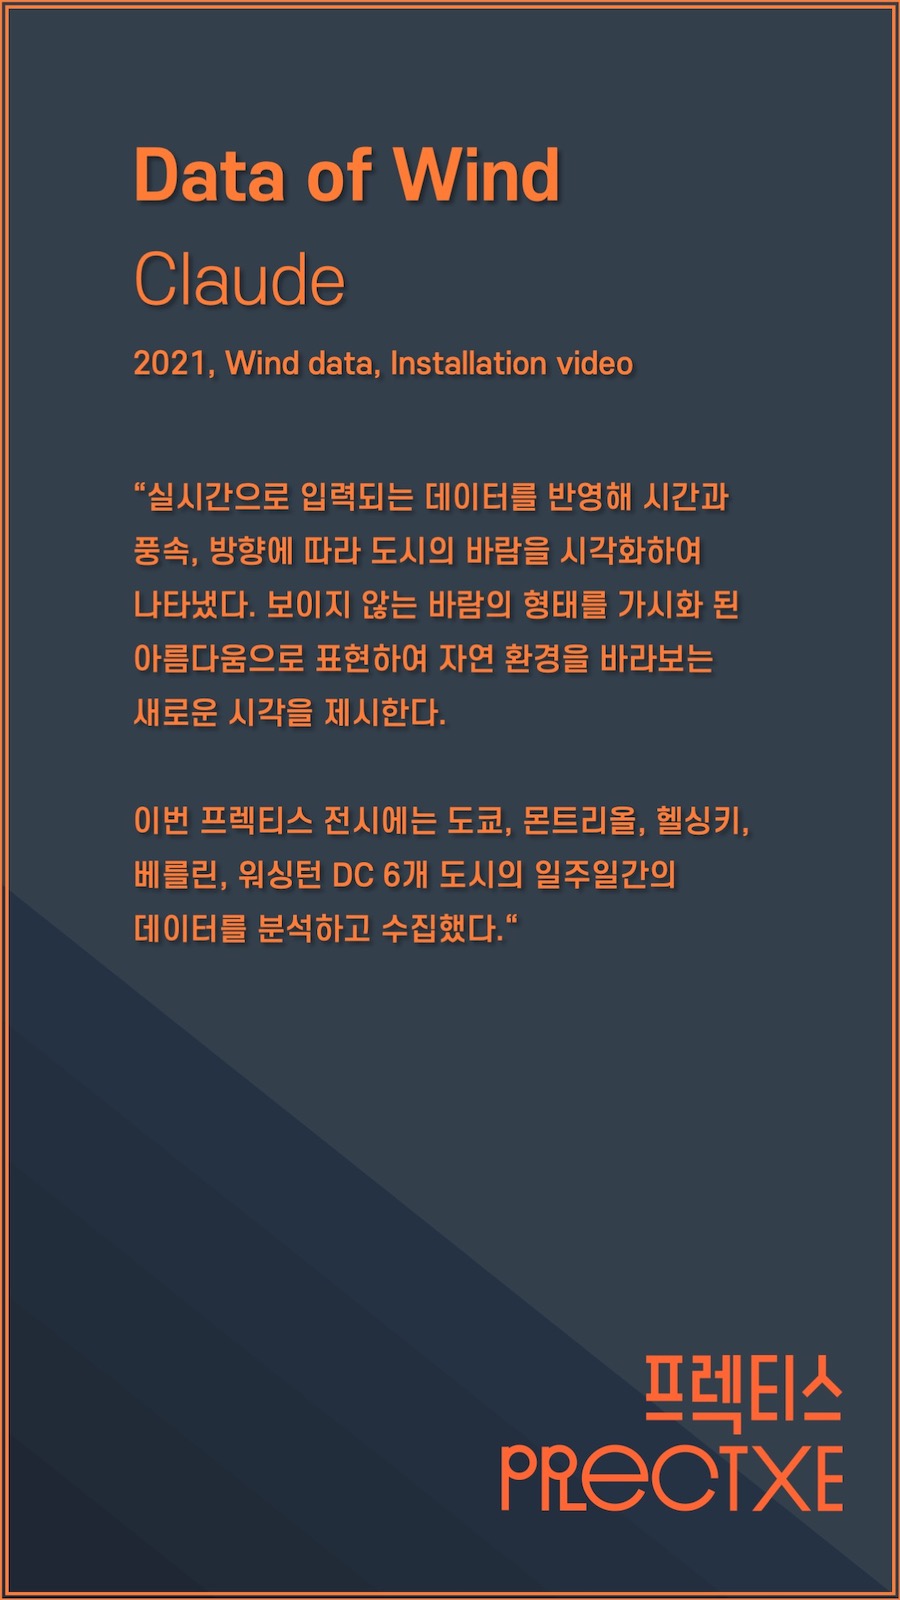 Data of Wind
Claude
2021, Wind data, Installation video
“실시간으로 입력되는 데이터를 반영해 시간과
풍속, 방향에 따라 도시의 바람을 시각화하여
나타냈다. 보이지 않는 바람의 형태를 가시화 된
아름다움으로 표현하여 자연 환경을 바라보는
새로운 시각을 제시한다.
이번 프렉티스 전시에는 도쿄, 몬트리올, 헬싱키,
베를린, 워싱턴 DC 6개 도시의 일주일간의
데이터를 분석하고 수집했다.“
프렉티스
PRECTXE